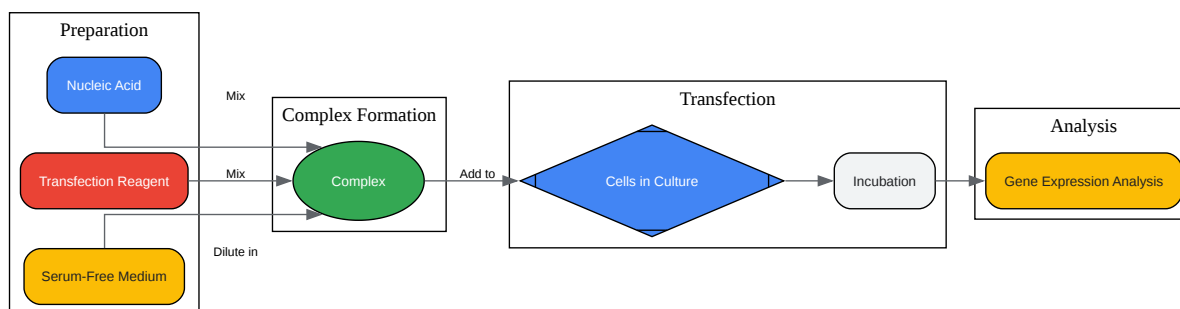 Preparation
Nucleic Acid
Mix
Transfection Reagent
Mix
Serum-Free Medium
Dilute in
Complex Formation
Complex
Add to
Transfection
Cells in Culture
Incubation
Analysis
Gene Expression Analysis